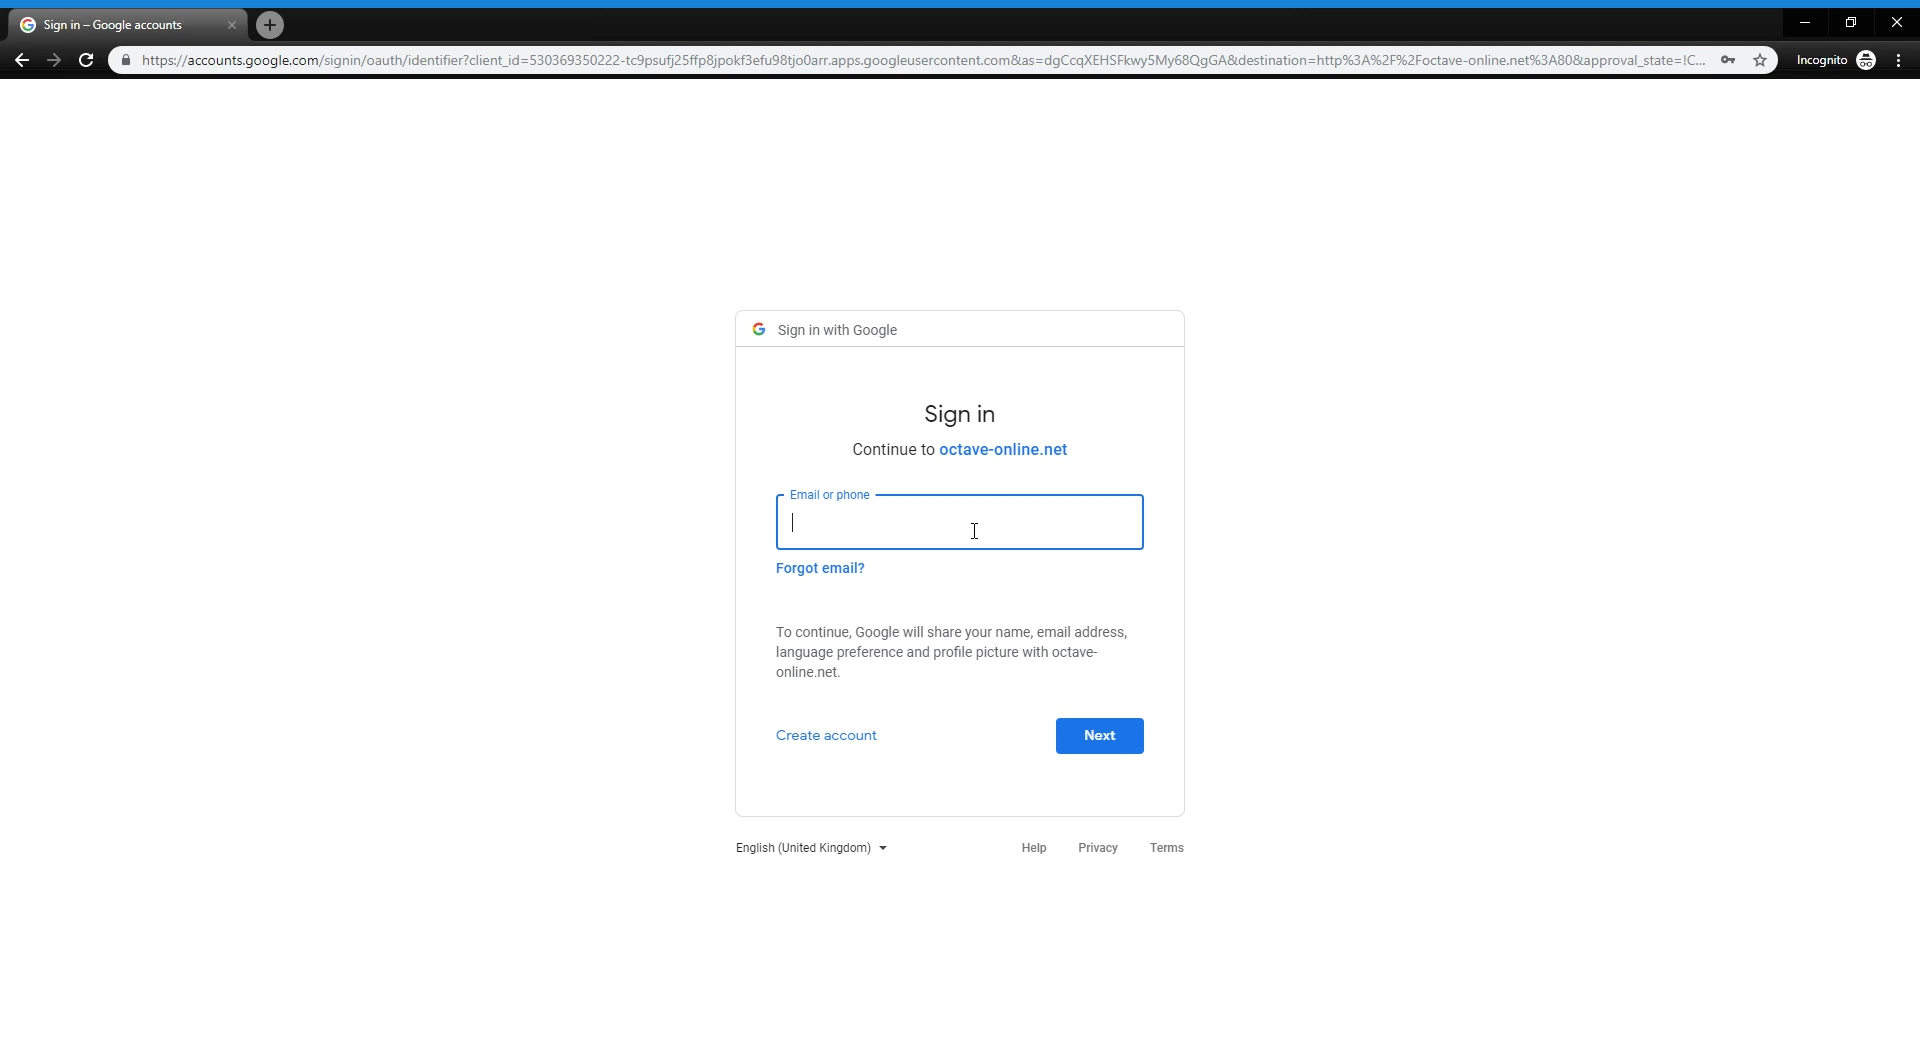 Sign in – Google accounts
https://accounts.google.com/signin/oauth/identifier?client_id=530369350222-tc9psufj25ffp8jpokf3efu98tjo0arr.apps.googleusercontent.com&as=dgCcqXEHSFkwy5My68QgGA&destination=http%3A%2F%2Foctave-online.net%3A80&approval_state=!C...
Incognito
Sign in with Google
Sign in
Continue to octave-online.net
Email or phone
Forgot email?
To continue, Google will share your name, email address,
language preference and profile picture with octave-
online.net.
Create account
Next
English (United Kingdom)
Help
Privacy
Terms